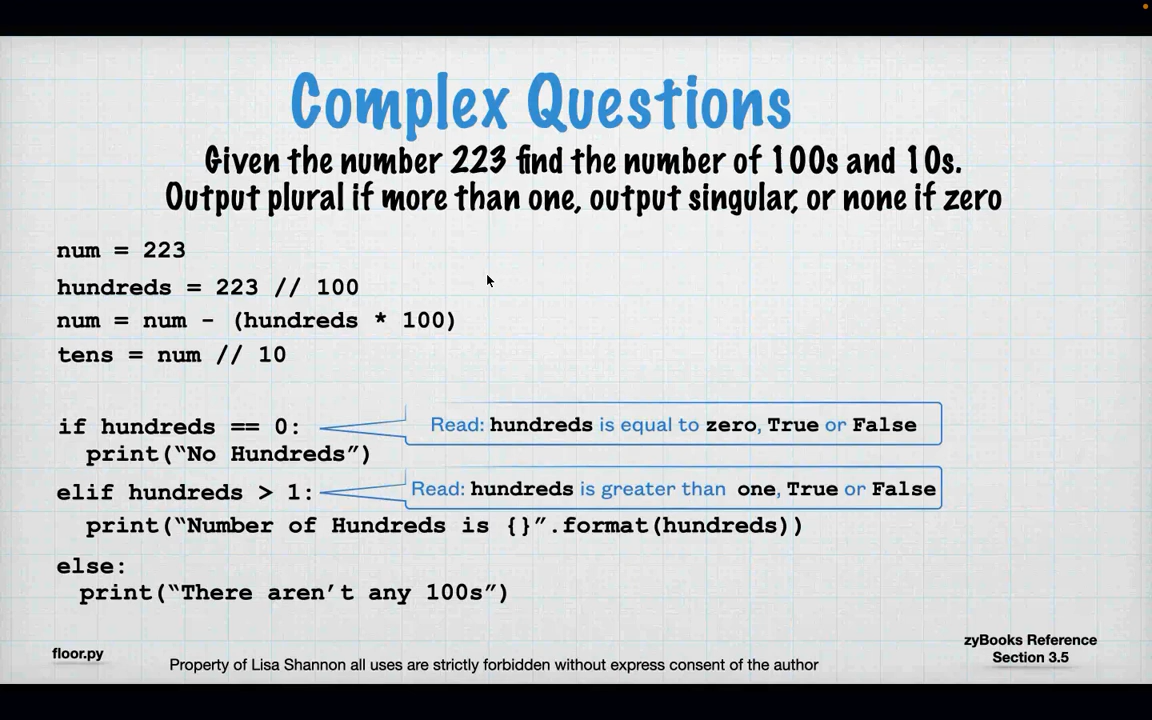 Complex Questions
Given the number 223 find the number of 100s and 10s.
Output plural if more than one, output singular, or none if zero
num = 223
hundreds = 223 // 100
num = num - (hundreds * 100)
tens = num // 10
if hundreds == 0:
Read: hundreds is equal to zero, True or False
print(“No Hundreds”)
elif hundreds > 1:
Read: hundreds is greater than one, True or False
print(“Number of Hundreds is {}”.format(hundreds))
else:
print(“There aren’t any 100s”)
floor.py
Property of Lisa Shannon all uses are strictly forbidden without express consent of the author
zyBooks Reference
Section 3.5